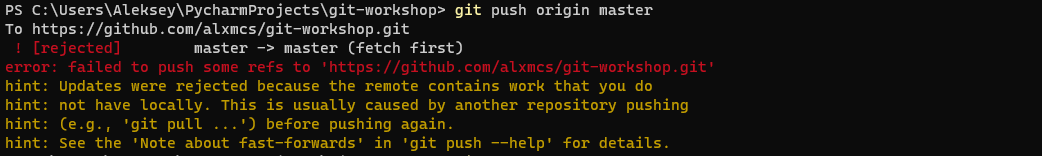 PS C:\Users\Aleksey\PycharmProjects\git-workshop> git push origin master
To https://github.com/alxmcs/git-workshop.git
 ! [rejected]        master -> master (fetch first)
error: failed to push some refs to 'https://github.com/alxmcs/git-workshop.git'
hint: Updates were rejected because the remote contains work that you do
hint: not have locally. This is usually caused by another repository pushing
hint: (e.g., 'git pull ...') before pushing again.
hint: See the 'Note about fast-forwards' in 'git push --help' for details.